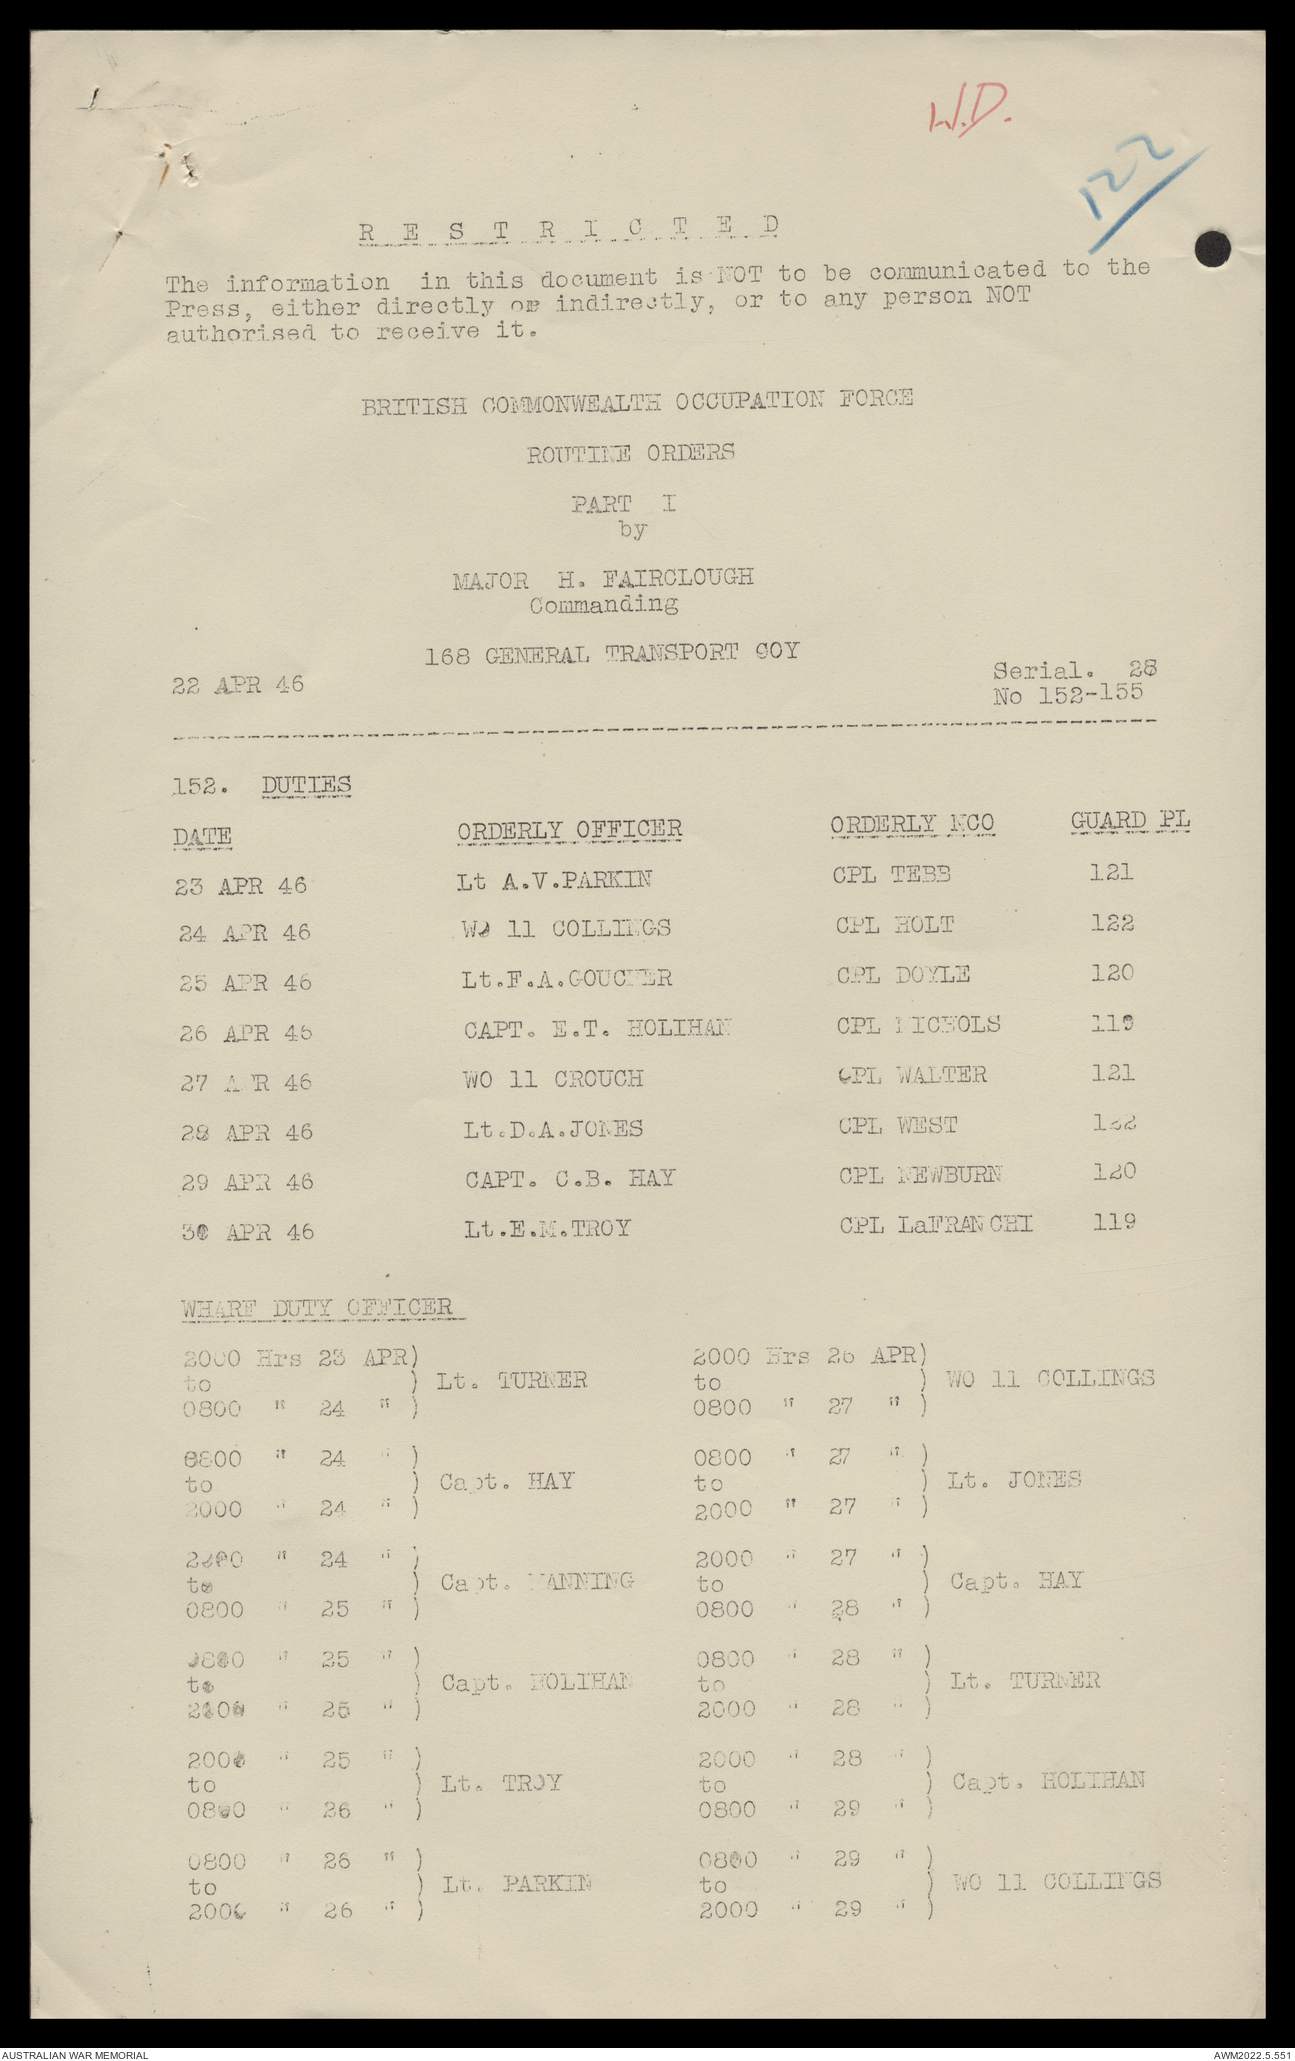 W.D.
122
R E S T R I C T E D
The information in this document is NOT to be communicated to the
Press, either directly or indirectly, or to any person NOT
authorised to receive it.
BRITISH COMMONWEALTH OCCUPATION FORCE
ROUTINE ORDERS
PART I
by
MAJOR H. FAIRCLOUGH
Commanding
168 GENERAL TRANSPORT COY
22 APR 46
Serial. 28
No 152-155
152. DUTIES
DATE ORDERLY OFFICER ORDERLY NCO GUARD PL
23 APR 46 Lt A.V.PARKIN CPL TEBB 121
24 APR 46 WO 11 COLLINGS CPL HOLT 122
25 APR 46 Lt.F.A.GOUCHER CPL DOYLE 120
26 APR 46 CAPT. E.T. HOLIHAN CPL NICHOLS 119
27 APR 46 WO 11 CROUCH CPL WALTER 121
28 APR 46 Lt.D.A.JONES CPL WEST 122
29 APR 46 CAPT. C.B. HAY CPL NEWBURN 120
30 APR 46 Lt.E.M.TROY CPL LaFRANCHI 119
WHARF DUTY OFFICER
2000 Hrs 23 APR)
to ) Lt. TURNER
0800 " 24 " )
0800 " 24 " )
to ) Capt. HAY
2000 " 24 " )
2000 " 24 " )
to ) Capt. MANNING
0800 " 25 " )
0800 " 25 " )
to ) Capt. HOLIHAN
2000 " 25 " )
2000 " 25 " )
to ) Lt. TROY
0800 " 26 " )
0800 " 26 " )
to ) Lt. PARKIN
2000 " 26 " )
2000 Hrs 26 APR)
to ) WO 11 COLLINGS
0800 " 27 " )
0800 " 27 " )
to ) Lt. JONES
2000 " 27 " )
2000 " 27 " )
to ) Capt. HAY
0800 " 28 " )
0800 " 28 " )
to ) Lt. TURNER
2000 " 28 " )
2000 " 28 " )
to ) Capt. HOLIHAN
0800 " 29 " )
0800 " 29 " )
to ) WO 11 COLLINGS
2000 " 29 " )
AUSTRALIAN WAR MEMORIAL
AWM2022.5.551